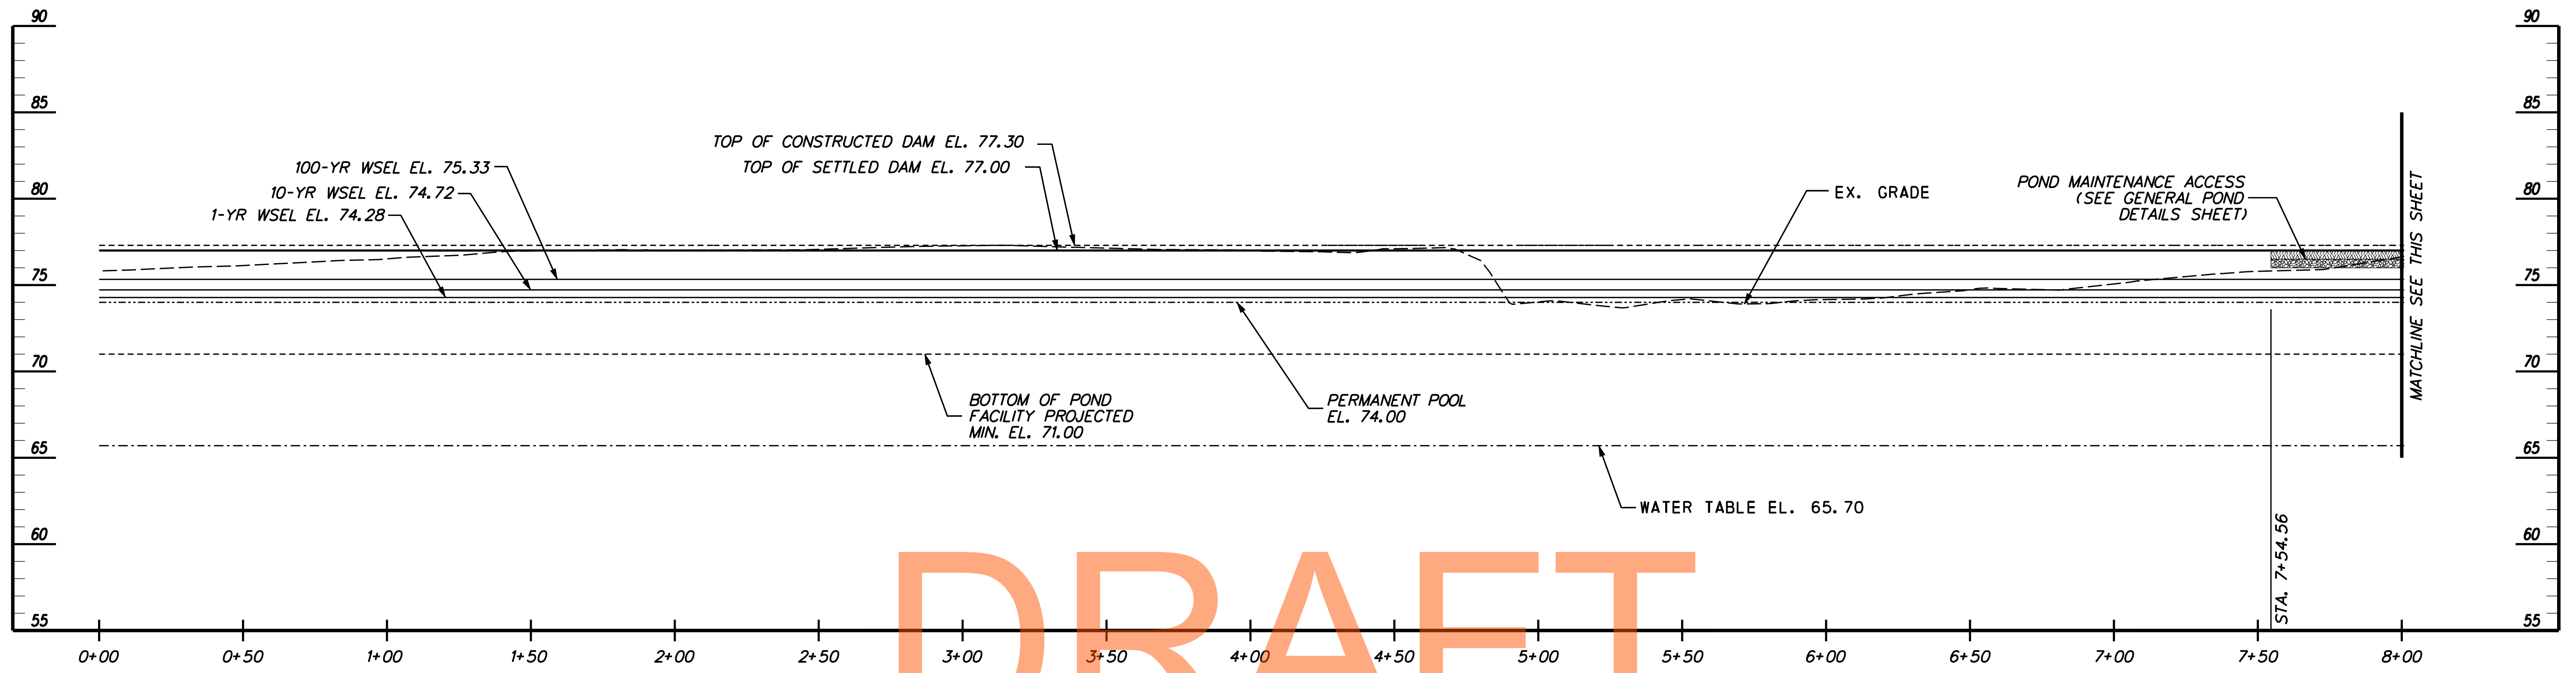 90
90
85
85
TOP OF CONSTRUCTED DAM EL. 77.30
100-YR WSEL EL. 75.33
TOP OF SETTLED DAM EL. 77.00
10-YR WSEL EL. 74.72
1-YR WSEL EL. 74.28
80
80
EX. GRADE
POND MAINTENANCE ACCESS
(SEE GENERAL POND
DETAILS SHEET)
MATCHLINE SEE THIS SHEET
75
75
70
70
BOTTOM OF POND
FACILITY PROJECTED
MIN. EL. 71.00
PERMANENT POOL
EL. 74.00
65
65
WATER TABLE EL. 65.70
60
60
STA. 7+54.56
DRAFT
55
55
0+00
0+50
1+00
1+50
2+00
2+50
3+00
3+50
4+00
4+50
5+00
5+50
6+00
6+50
7+00
7+50
8+00